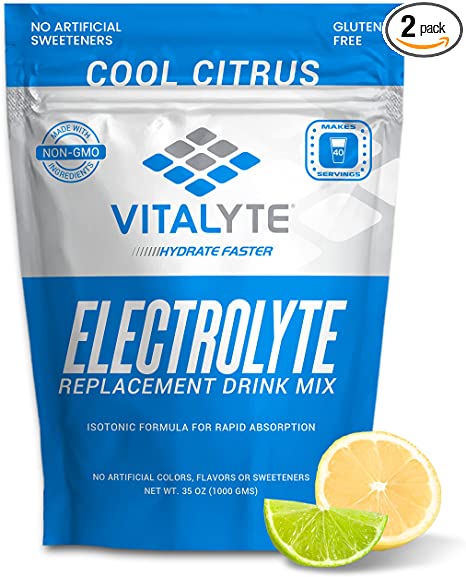 NO ARTIFICIAL
SWEETENERS
GLUTEN
FREE
2 pack
COOL CITRUS
MADE WITH
NON-GMO
INGREDIENTS
MAKES
40
SERVINGS
VITALYTE®
HYDRATE FASTER
ELECTROLYTE
REPLACEMENT DRINK MIX
ISOTONIC FORMULA FOR RAPID ABSORPTION
NO ARTIFICIAL COLORS, FLAVORS OR SWEETENERS
NET WT. 35 OZ (1000 GMS)